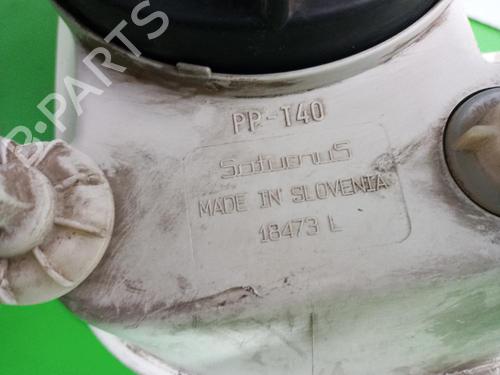 PP-T40
SatuRnuS
MADE IN SLOVENIA
18473 L
B-PARTS